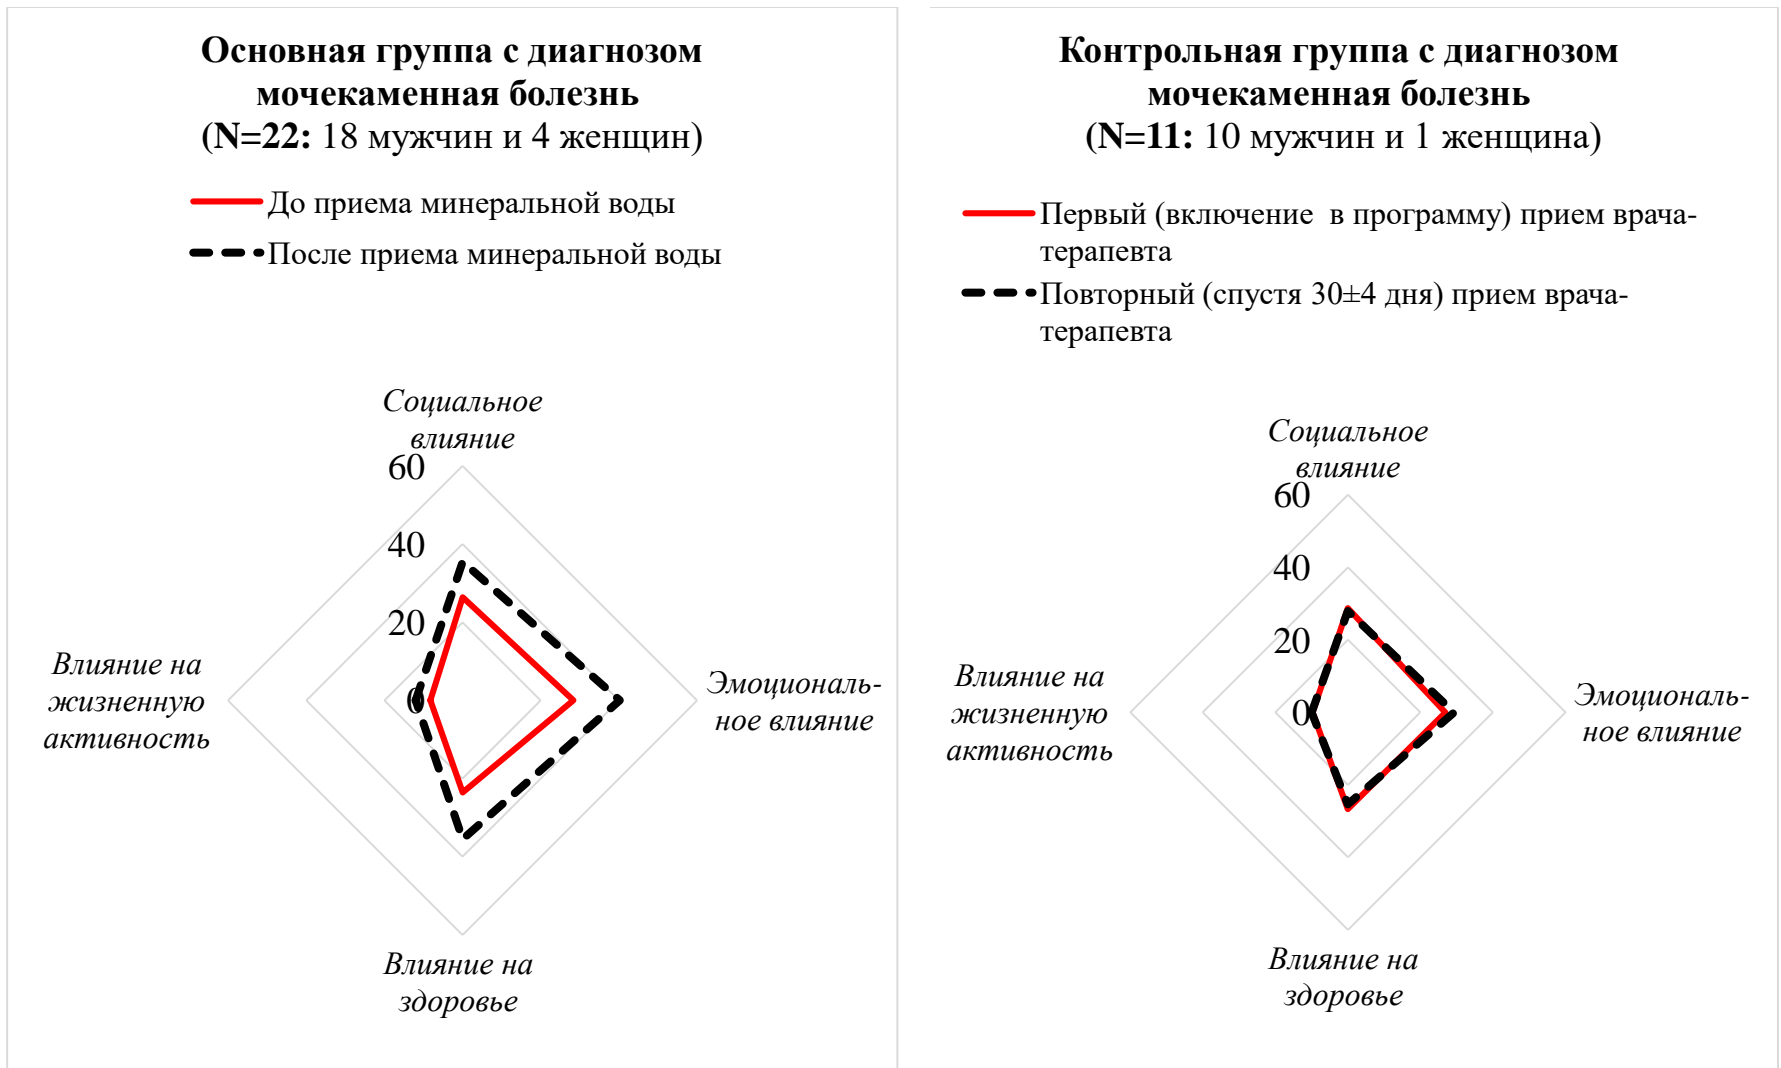 Основная группа с диагнозом
мочекаменная болезнь
(N=22: 18 мужчин и 4 женщин)
До приема минеральной воды
После приема минеральной воды
Социальное
влияние
60
40
20
0
Эмоциональ-
ное влияние
Влияние на
здоровье
Влияние на
жизненную
активность
Контрольная группа с диагнозом
мочекаменная болезнь
(N=11: 10 мужчин и 1 женщина)
Первый (включение  в программу) прием врача-
терапевта
Повторный (спустя 30±4 дня) прием врача-
терапевта
Социальное
влияние
60
40
20
0
Эмоциональ-
ное влияние
Влияние на
здоровье
Влияние на
жизненную
активность